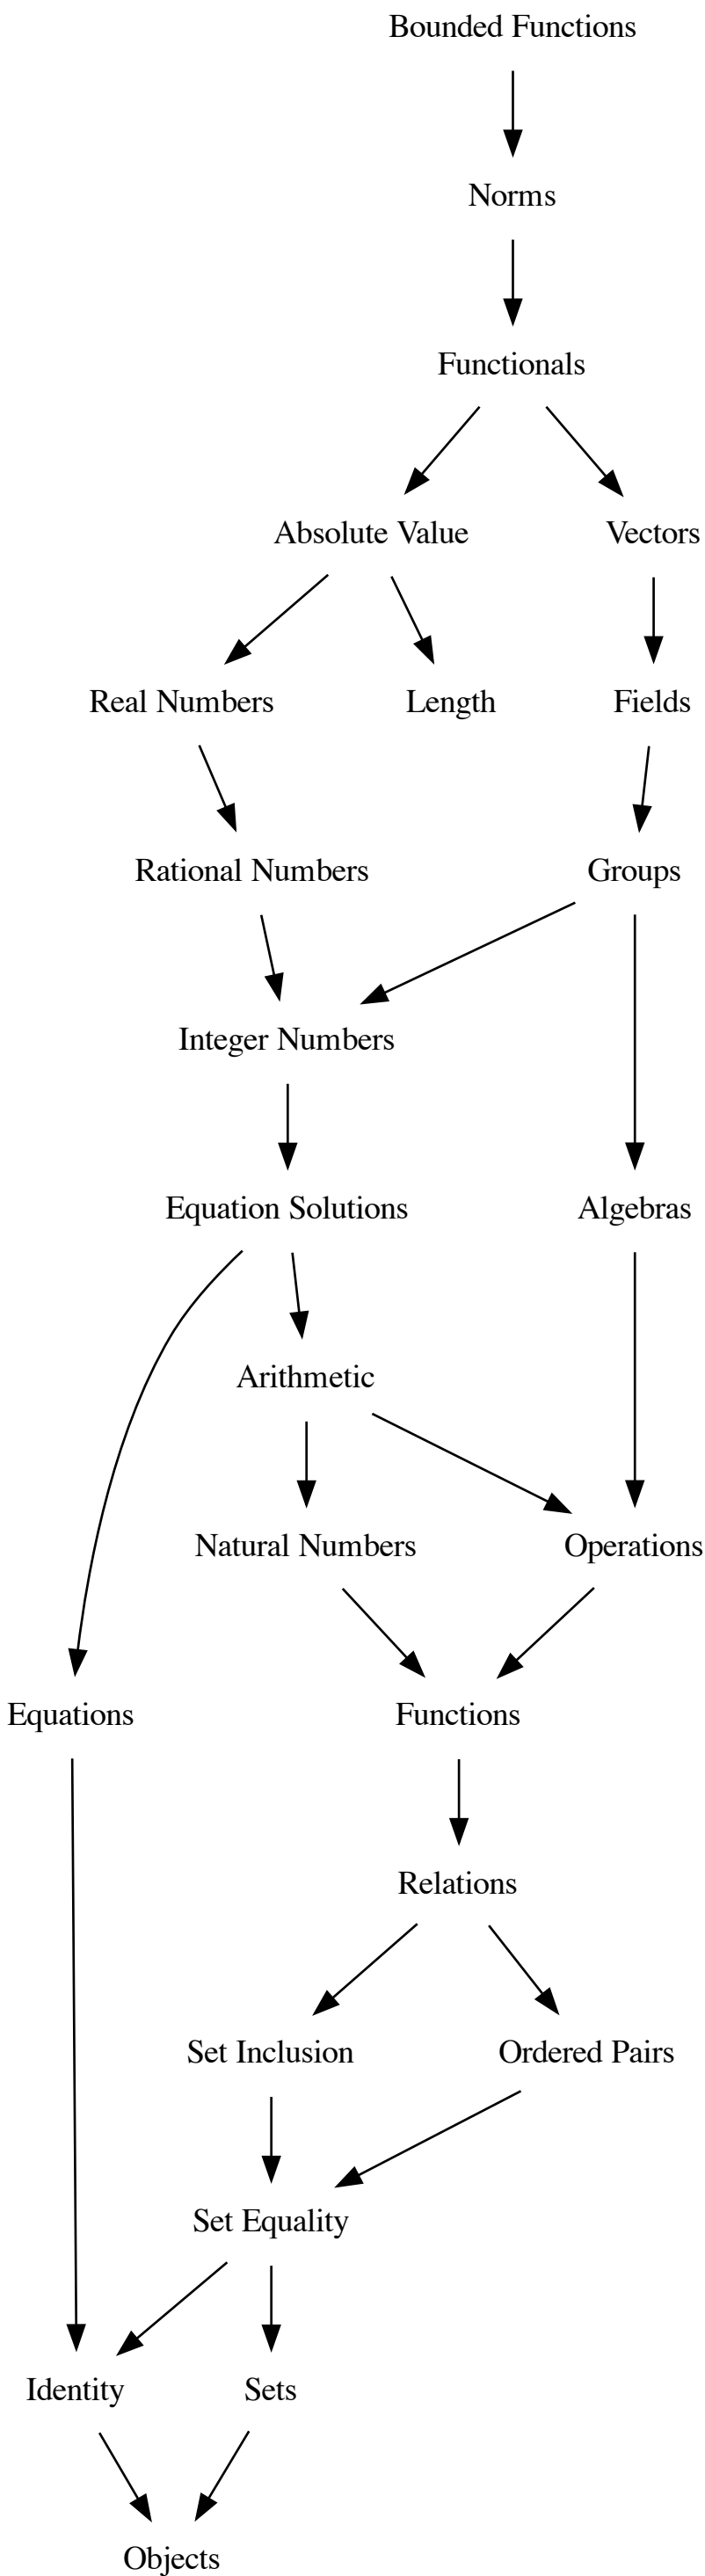 Bounded Functions
Norms
Functionals
Absolute Value
Vectors
Real Numbers
Length
Fields
Rational Numbers
Groups
Integer Numbers
Equation Solutions
Algebras
Arithmetic
Natural Numbers
Operations
Equations
Functions
Relations
Set Inclusion
Ordered Pairs
Set Equality
Identity
Sets
Objects